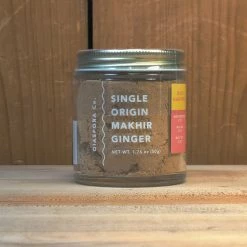 DIASPORA Co.
SINGLE
ORIGIN
MAKHIR
GINGER
NET WT. 1.76 oz (50g)